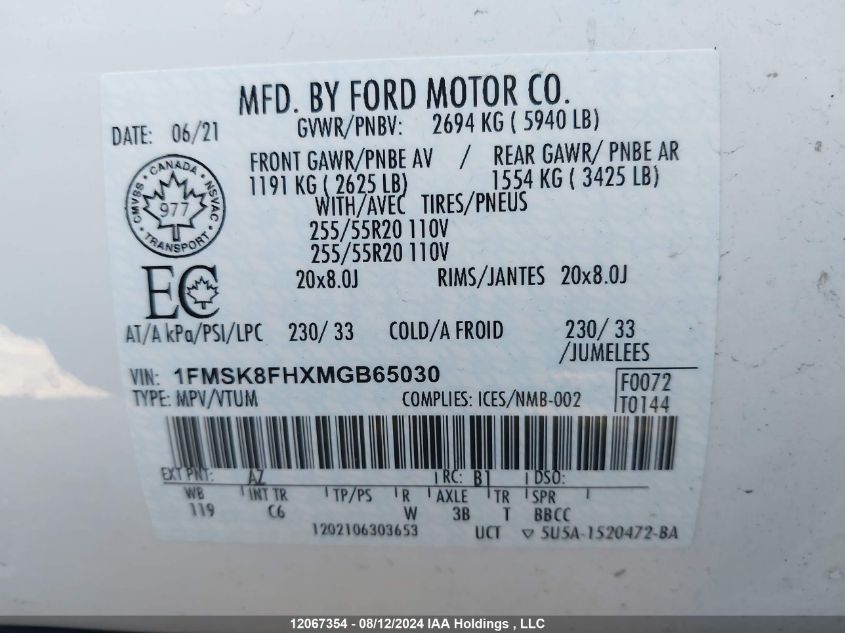 MFD. BY FORD MOTOR CO.
DATE: 06/21 GVWR/PNBV: 2694 KG ( 5940 LB)
FRONT GAWR/PNBE AV / REAR GAWR/ PNBE AR
1191 KG ( 2625 LB) 1554 KG ( 3425 LB)
WITH/AVEC TIRES/PNEUS
255/55R20 110V
255/55R20 110V
CMVSS • CANADA • NSVAC • TRANSPORT •
977
EC
20x8.0J RIMS/JANTES 20x8.0J
AT/A kPa/PSI/LPC 230/ 33 COLD/A FROID 230/ 33
/JUMELEES
VIN: 1FMSK8FHXMGB65030 F0072
TYPE: MPV/VTUM COMPLIES: ICES/NMB-002 T0144
EXT PNT: AZ RC: B1 DSO:
WB INT TR TP/PS R AXLE TR SPR
119 C6 W 3B T BBCC
1202106303653 UCT ▽ 5U5A-1520472-BA
12067354 - 08/12/2024 IAA Holdings , LLC